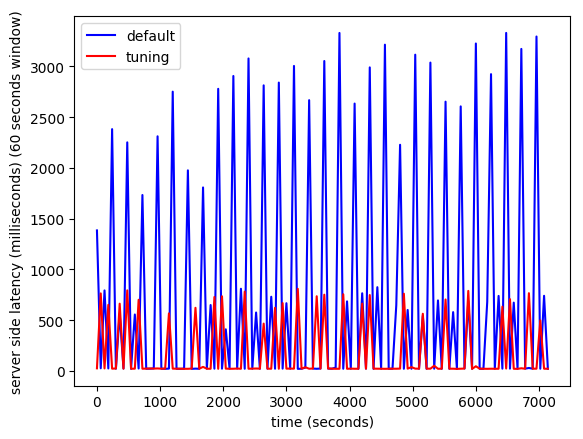 default
tuning
server side latency (milliseconds) (60 seconds window)
3000
2500
2000
1500
1000
500
0
0 1000 2000 3000 4000 5000 6000 7000
time (seconds)